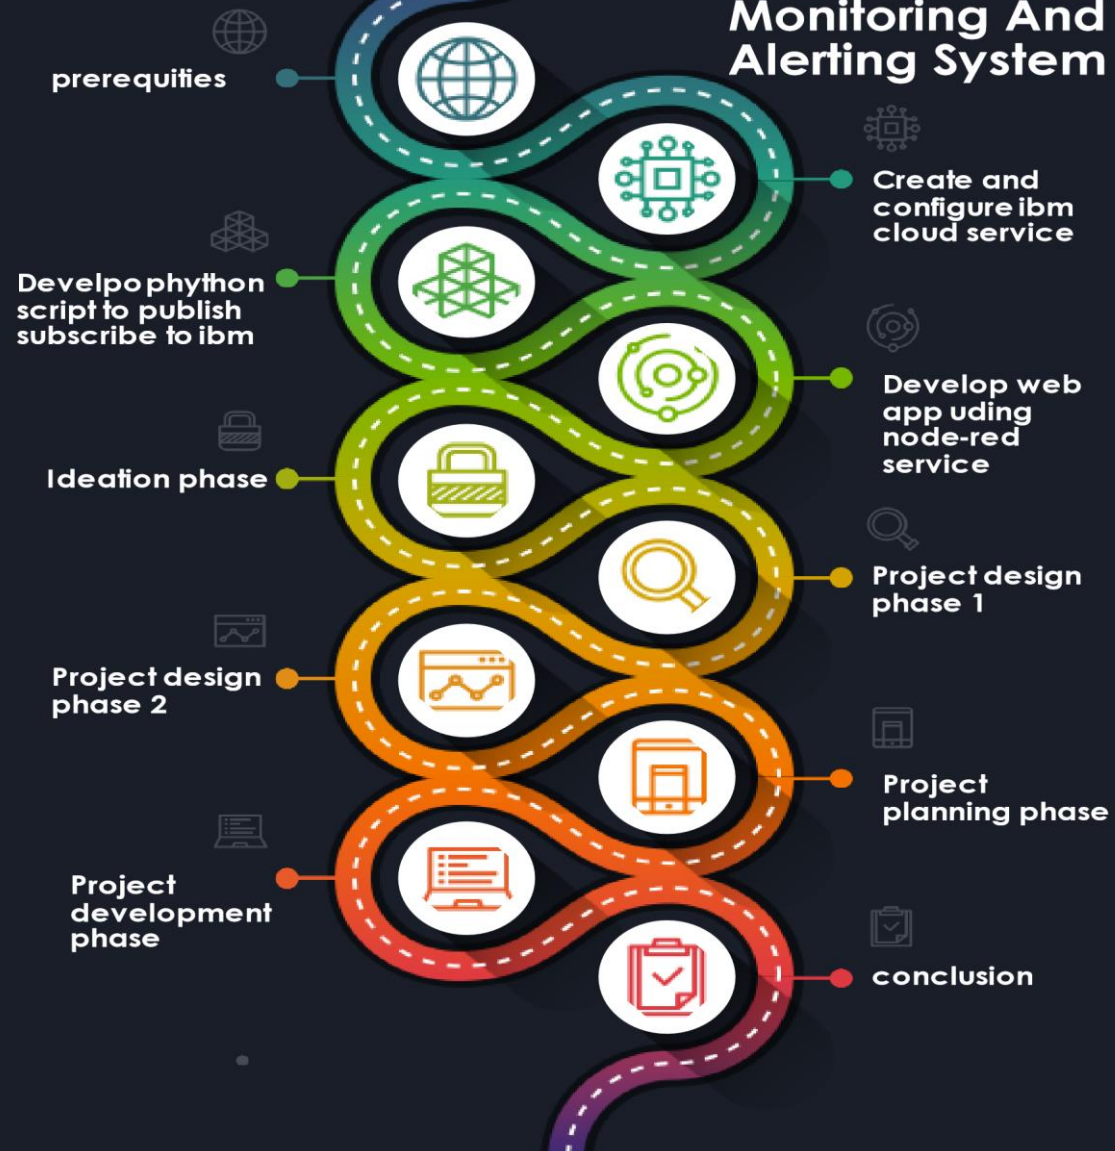 Monitoring And
Alerting System
prerequities
Create and
configure ibm
cloud service
Develpo phython
script to publish
subscribe to ibm
Develop web
app uding
node-red
service
Ideation phase
Project design
phase 1
Project design
phase 2
Project
planning phase
Project
development
phase
conclusion